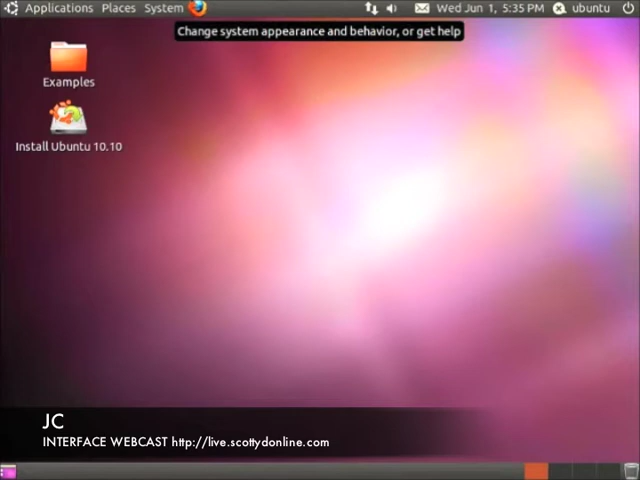 Applications Places System
Wed Jun 1, 5:35 PM
ubuntu
Change system appearance and behavior, or get help
Examples
Install Ubuntu 10.10
JC
INTERFACE WEBCAST http://live.scottydonline.com